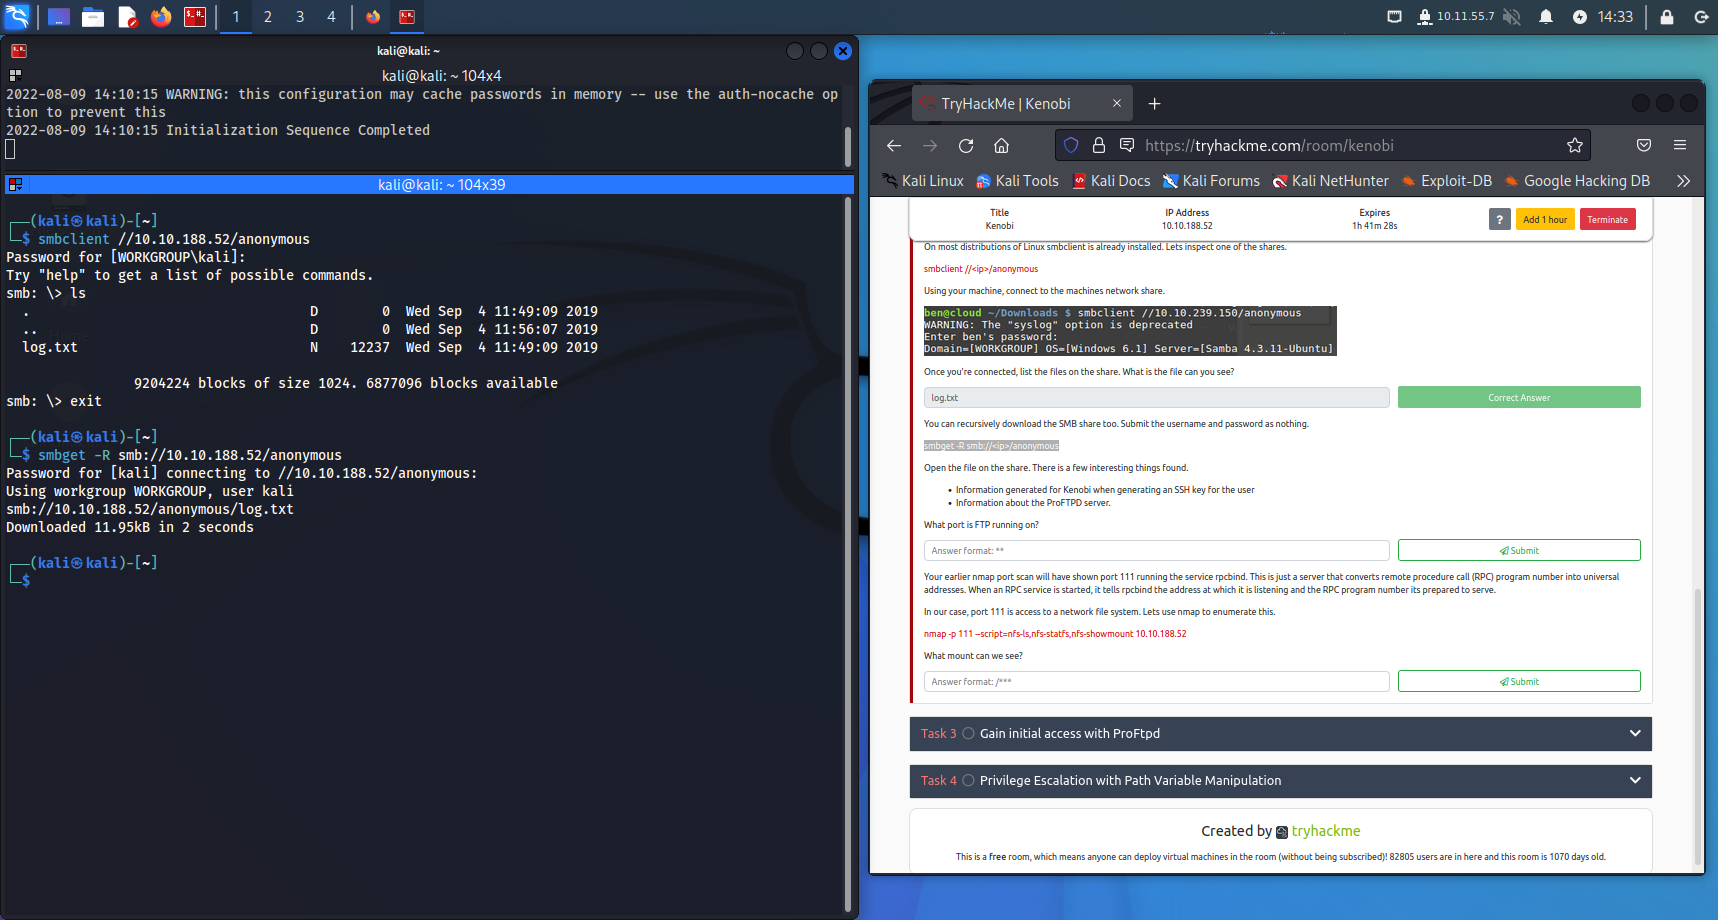 1 2 3 4
10.11.55.7
14:33
kali@kali: ~
kali@kali: ~ 104x4
2022-08-09 14:10:15 WARNING: this configuration may cache passwords in memory -- use the auth-nocache op
tion to prevent this
2022-08-09 14:10:15 Initialization Sequence Completed
kali@kali: ~ 104x39
┌──(kali㉿kali)-[~]
└─$ smbclient //10.10.188.52/anonymous
Password for [WORKGROUP\kali]:
Try "help" to get a list of possible commands.
smb: \> ls
. D 0 Wed Sep 4 11:49:09 2019
.. D 0 Wed Sep 4 11:56:07 2019
log.txt N 12237 Wed Sep 4 11:49:09 2019
9204224 blocks of size 1024. 6877096 blocks available
smb: \> exit
┌──(kali㉿kali)-[~]
└─$ smbget -R smb://10.10.188.52/anonymous
Password for [kali] connecting to //10.10.188.52/anonymous:
Using workgroup WORKGROUP, user kali
smb://10.10.188.52/anonymous/log.txt
Downloaded 11.95kB in 2 seconds
┌──(kali㉿kali)-[~]
└─$
TryHackMe | Kenobi
https://tryhackme.com/room/kenobi
Kali Linux Kali Tools Kali Docs Kali Forums Kali NetHunter Exploit-DB Google Hacking DB
Title IP Address Expires
Kenobi 10.10.188.52 1h 41m 28s
? Add 1 hour Terminate
On most distributions of Linux smbclient is already installed. Lets inspect one of the shares.
smbclient //<ip>/anonymous
Using your machine, connect to the machines network share.
ben@cloud ~/Downloads $ smbclient //10.10.239.150/anonymous
WARNING: The "syslog" option is deprecated
Enter ben's password:
Domain=[WORKGROUP] OS=[Windows 6.1] Server=[Samba 4.3.11-Ubuntu]
Once you're connected, list the files on the share. What is the file can you see?
log.txt
Correct Answer
You can recursively download the SMB share too. Submit the username and password as nothing.
smbget -R smb://<ip>/anonymous
Open the file on the share. There is a few interesting things found.
• Information generated for Kenobi when generating an SSH key for the user
• Information about the ProFTPD server.
What port is FTP running on?
Answer format: **
Submit
Your earlier nmap port scan will have shown port 111 running the service rpcbind. This is just a server that converts remote procedure call (RPC) program number into universal
addresses. When an RPC service is started, it tells rpcbind the address at which it is listening and the RPC program number its prepared to serve.
In our case, port 111 is access to a network file system. Lets use nmap to enumerate this.
nmap -p 111 --script=nfs-ls,nfs-statfs,nfs-showmount 10.10.188.52
What mount can we see?
Answer format: /***
Submit
Task 3 Gain initial access with ProFtpd
Task 4 Privilege Escalation with Path Variable Manipulation
Created by tryhackme
This is a free room, which means anyone can deploy virtual machines in the room (without being subscribed)! 82805 users are in here and this room is 1070 days old.